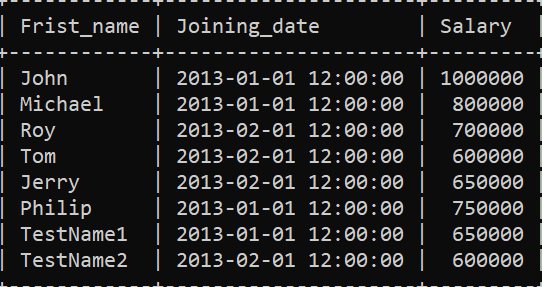 | Frist_name | Joining_date | Salary |
| John | 2013-01-01 12:00:00 | 1000000 |
| Michael | 2013-01-01 12:00:00 | 800000 |
| Roy | 2013-02-01 12:00:00 | 700000 |
| Tom | 2013-02-01 12:00:00 | 600000 |
| Jerry | 2013-02-01 12:00:00 | 650000 |
| Philip | 2013-01-01 12:00:00 | 750000 |
| TestName1 | 2013-01-01 12:00:00 | 650000 |
| TestName2 | 2013-02-01 12:00:00 | 600000 |